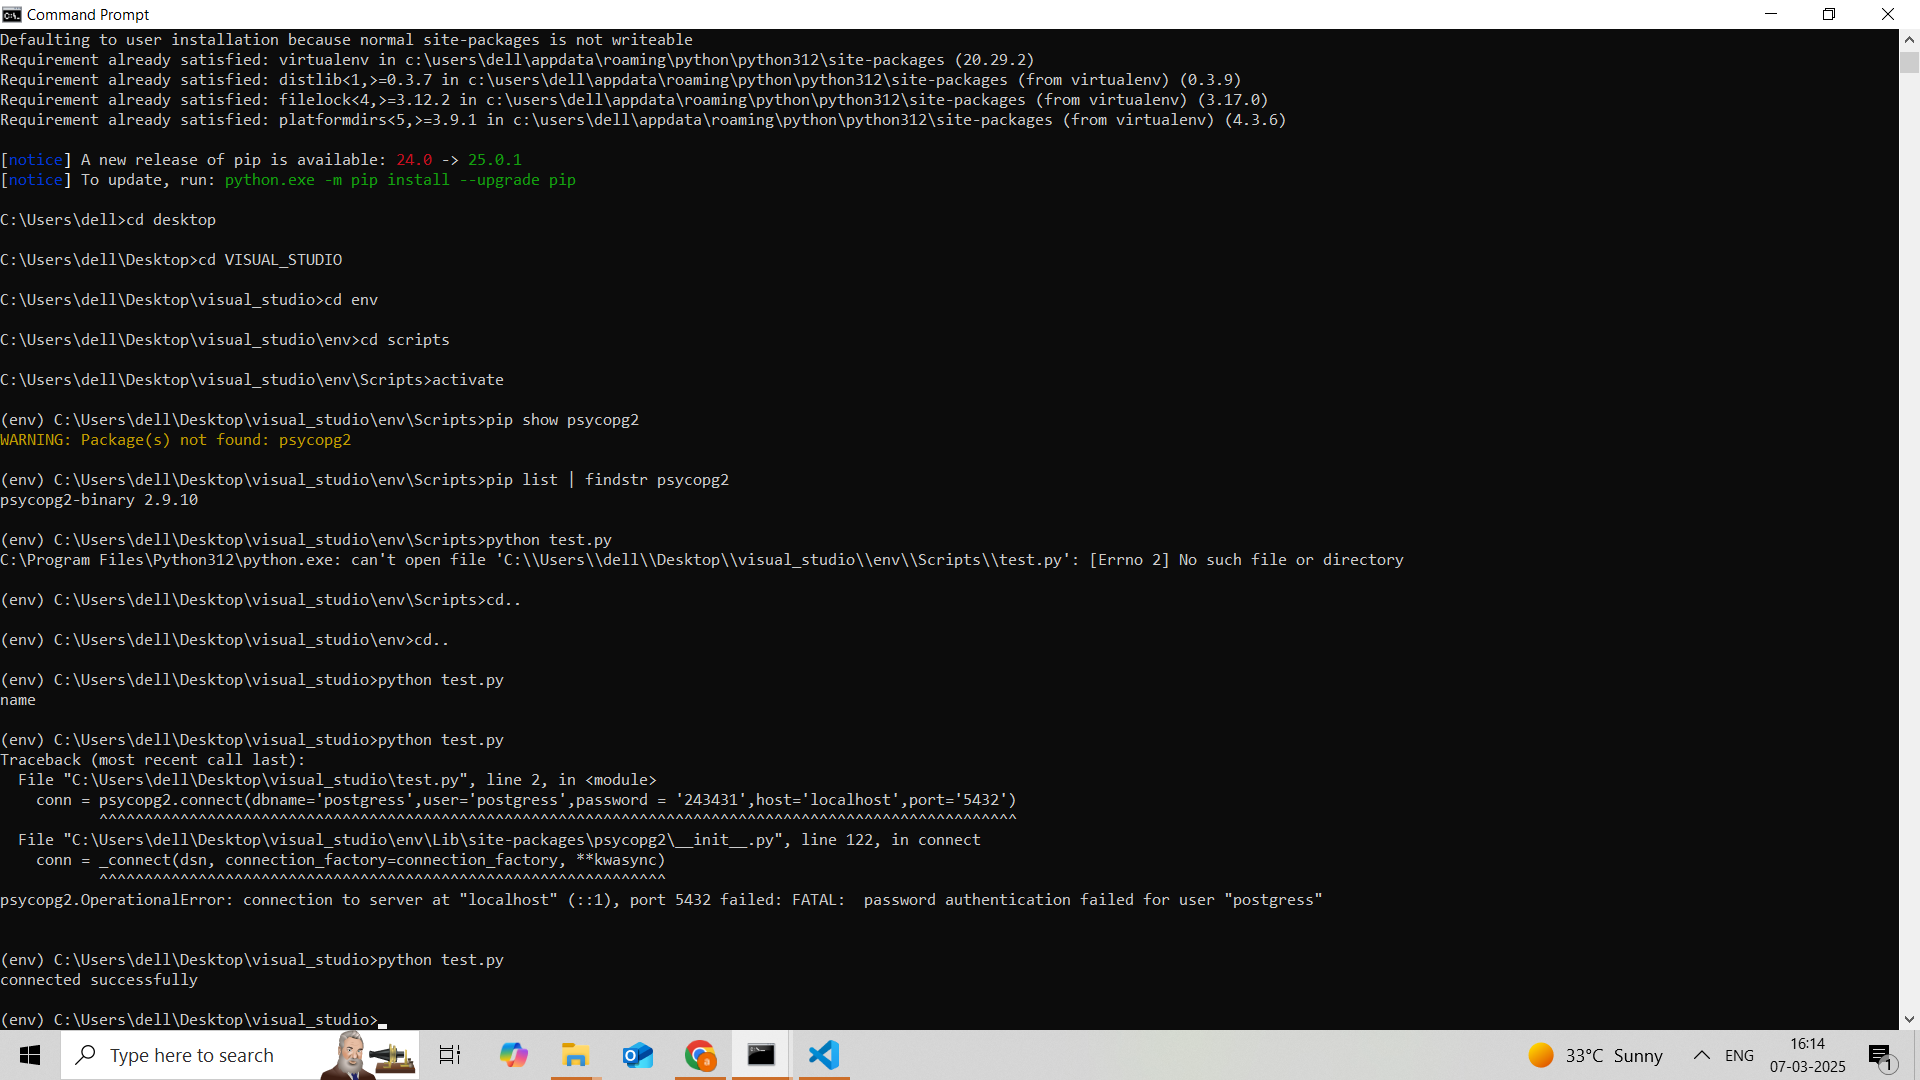 Command Prompt
Defaulting to user installation because normal site-packages is not writeable
Requirement already satisfied: virtualenv in c:\users\dell\appdata\roaming\python\python312\site-packages (20.29.2)
Requirement already satisfied: distlib<1,>=0.3.7 in c:\users\dell\appdata\roaming\python\python312\site-packages (from virtualenv) (0.3.9)
Requirement already satisfied: filelock<4,>=3.12.2 in c:\users\dell\appdata\roaming\python\python312\site-packages (from virtualenv) (3.17.0)
Requirement already satisfied: platformdirs<5,>=3.9.1 in c:\users\dell\appdata\roaming\python\python312\site-packages (from virtualenv) (4.3.6)
[notice] A new release of pip is available: 24.0 -> 25.0.1
[notice] To update, run: python.exe -m pip install --upgrade pip
C:\Users\dell>cd desktop
C:\Users\dell\Desktop>cd VISUAL_STUDIO
C:\Users\dell\Desktop\visual_studio>cd env
C:\Users\dell\Desktop\visual_studio\env>cd scripts
C:\Users\dell\Desktop\visual_studio\env\Scripts>activate
(env) C:\Users\dell\Desktop\visual_studio\env\Scripts>pip show psycopg2
WARNING: Package(s) not found: psycopg2
(env) C:\Users\dell\Desktop\visual_studio\env\Scripts>pip list | findstr psycopg2
psycopg2-binary 2.9.10
(env) C:\Users\dell\Desktop\visual_studio\env\Scripts>python test.py
C:\Program Files\Python312\python.exe: can't open file 'C:\\Users\\dell\\Desktop\\visual_studio\\env\\Scripts\\test.py': [Errno 2] No such file or directory
(env) C:\Users\dell\Desktop\visual_studio\env\Scripts>cd..
(env) C:\Users\dell\Desktop\visual_studio\env>cd..
(env) C:\Users\dell\Desktop\visual_studio>python test.py
name
(env) C:\Users\dell\Desktop\visual_studio>python test.py
Traceback (most recent call last):
  File "C:\Users\dell\Desktop\visual_studio\test.py", line 2, in <module>
    conn = psycopg2.connect(dbname='postgress',user='postgress',password = '243431',host='localhost',port='5432')
           ^^^^^^^^^^^^^^^^^^^^^^^^^^^^^^^^^^^^^^^^^^^^^^^^^^^^^^^^^^^^^^^^^^^^^^^^^^^^^^^^^^^^^^^^^^^^^^^^^^^^^^
  File "C:\Users\dell\Desktop\visual_studio\env\Lib\site-packages\psycopg2\__init__.py", line 122, in connect
    conn = _connect(dsn, connection_factory=connection_factory, **kwasync)
           ^^^^^^^^^^^^^^^^^^^^^^^^^^^^^^^^^^^^^^^^^^^^^^^^^^^^^^^^^^^^^^^
psycopg2.OperationalError: connection to server at "localhost" (::1), port 5432 failed: FATAL:  password authentication failed for user "postgress"
(env) C:\Users\dell\Desktop\visual_studio>python test.py
connected successfully
(env) C:\Users\dell\Desktop\visual_studio>
Type here to search
33°C Sunny
ENG
16:14
07-03-2025
1